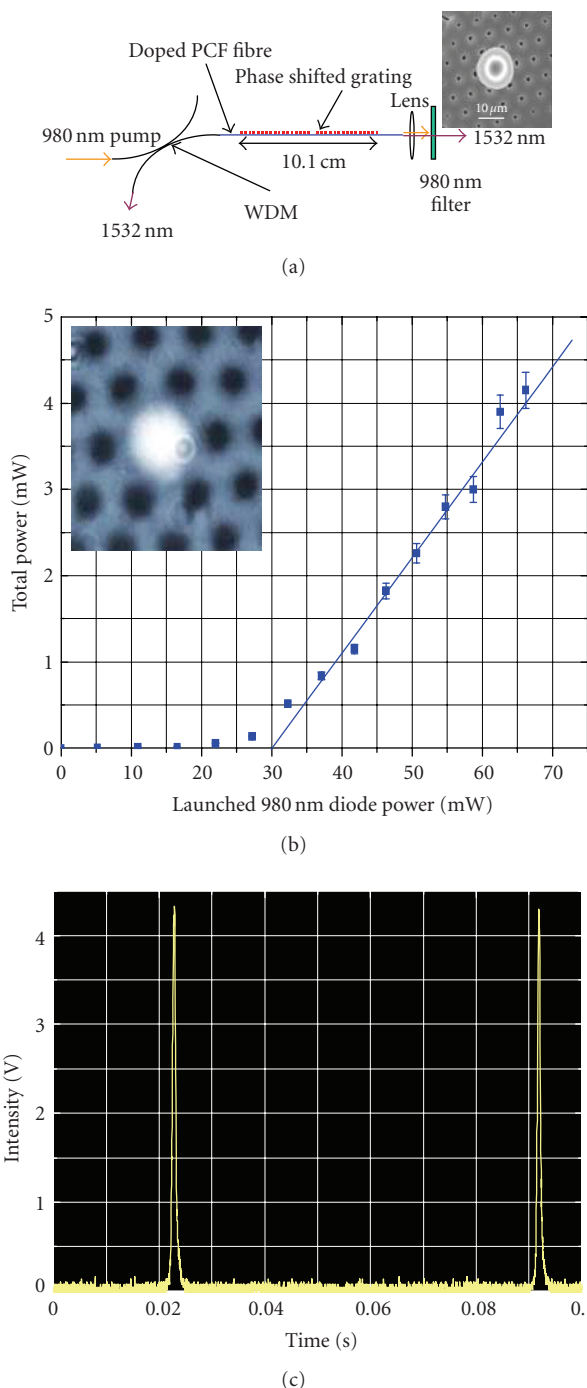 Doped PCF fibre
Phase shifted grating
Lens
10 μm
980 nm pump
1532 nm
10.1 cm
980 nm
filter
WDM
1532 nm
(a)
5
4
3
2
1
0
Total power (mW)
0 10 20 30 40 50 60 70
Launched 980 nm diode power (mW)
(b)
4
3
2
1
0
Intensity (V)
0 0.02 0.04 0.06 0.08 0.
Time (s)
(c)